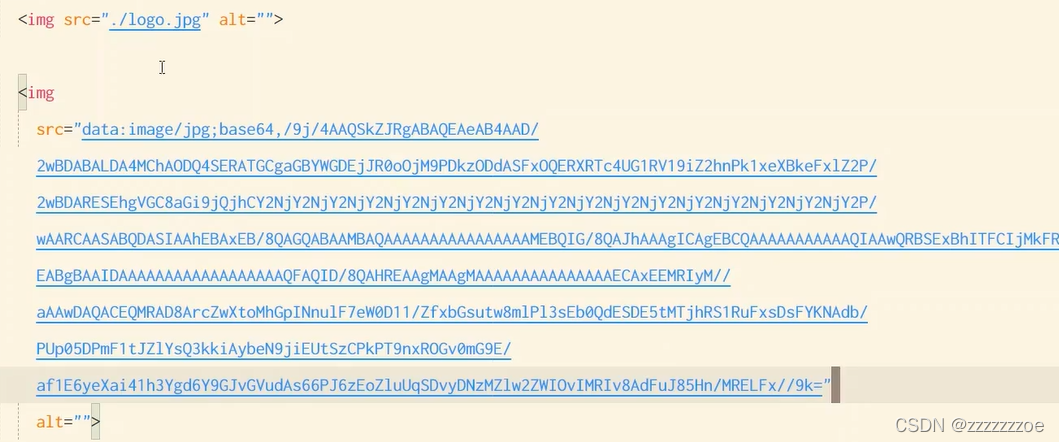 <img src="./logo.jpg" alt="">
<img
src="data:image/jpg;base64,/9j/4AAQSkZJRgABAQEAeAB4AAD/
2wBDABALDA4MChAODQ4SERATGCgaGBYWGDEjJR0oOjM9PDkzODdASFxOQERXRTc4UG1RV19iZ2hnPk1xeXBkeFxlZ2P/
2wBDARESEhgVGC8aGi9jQjhCY2NjY2NjY2NjY2NjY2NjY2NjY2NjY2NjY2NjY2NjY2NjY2NjY2NjY2NjY2NjY2NjY2P/
wAARCAASABQDASIAAhEBAxEB/8QAGQABAAMBAQAAAAAAAAAAAAAAAAMEBQIG/8QAJhAAAgICAgEBCQAAAAAAAAAAAQIAAwQRBSExBhITFCIjMkFR
EABgBAAIDAAAAAAAAAAAAAAAAAAQFAQID/8QAHREAAgMAAgMAAAAAAAAAAAAAAAECAxEEMRIyM//
aAAwDAQACEQMRAD8ArcZwXtoMhGpINnulF7eW0D11/ZfxbGsutw8mlPl3sEb0QdESDE5tMTjhRS1RuFxsDsFYKNAdb/
PUp05DPmF1tJZlYsQ3kkiAybeN9jiEUtSzCPkPT9nxROGv0mG9E/
af1E6yeXai41h3Ygd6Y9GJvGVudAs66PJ6zEoZluUqSDvyDNzMZlw2ZWIOvIMRIv8AdFuJ85Hn/MRELFx//9k="
alt="">
CSDN @zzzzzzzoe